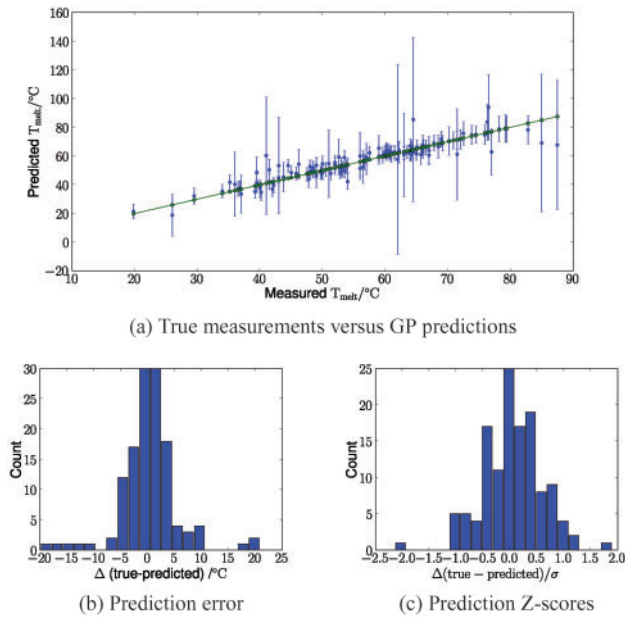 160
140
120
100
80
60
40
20
0
−20
Predicted Tmelt/°C
10 20 30 40 50 60 70 80 90
Measured Tmelt/°C
(a) True measurements versus GP predictions
30
25
20
15
10
5
0
Count
−20 −15 −10 −5 0 5 10 15 20 25
Δ (true-predicted) /°C
(b) Prediction error
25
20
15
10
5
0
Count
−2.5 −2.0 −1.5 −1.0 −0.5 0.0 0.5 1.0 1.5 2.0
Δ(true − predicted)/σ
(c) Prediction Z-scores